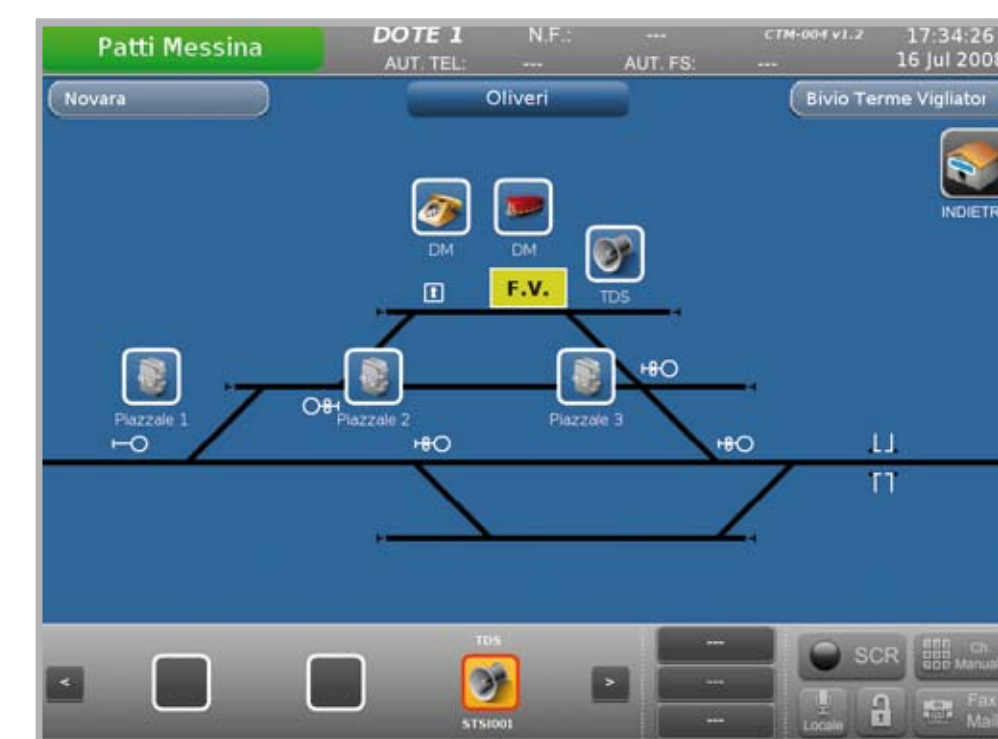 Patti Messina
DOTE 1 N.F.: --- CTM-004 v1.2 17:34:26
AUT. TEL: --- AUT. FS: --- 16 Jul 2008
Novara Oliveri Bivio Terme Vigliator
INDIETR
DM DM
TDS
F.V.
Piazzale 1 Piazzale 2 Piazzale 3
TDS
STSI001
< >
---
---
---
SCR
Ch Manual
Locale
Fax Mail